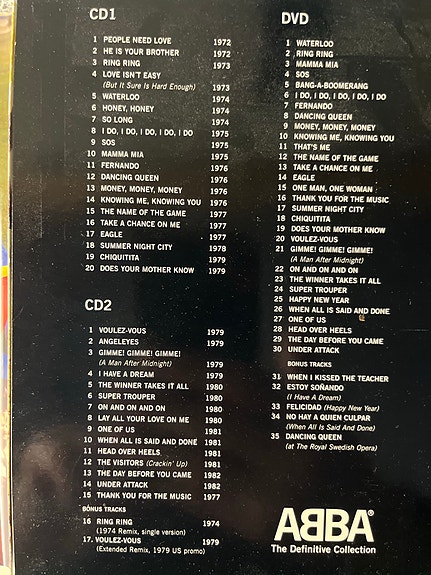 CD1
1 PEOPLE NEED LOVE 1972
2 HE IS YOUR BROTHER 1972
3 RING RING 1973
4 LOVE ISN'T EASY
(But It Sure Is Hard Enough) 1973
5 WATERLOO 1974
6 HONEY, HONEY 1974
7 SO LONG 1974
8 I DO, I DO, I DO, I DO, I DO 1975
9 SOS 1975
10 MAMMA MIA 1975
11 FERNANDO 1976
12 DANCING QUEEN 1976
13 MONEY, MONEY, MONEY 1976
14 KNOWING ME, KNOWING YOU 1976
15 THE NAME OF THE GAME 1977
16 TAKE A CHANCE ON ME 1977
17 EAGLE 1977
18 SUMMER NIGHT CITY 1978
19 CHIQUITITA 1979
20 DOES YOUR MOTHER KNOW 1979
CD2
1 VOULEZ-VOUS 1979
2 ANGELEYES 1979
3 GIMME! GIMME! GIMME!
(A Man After Midnight) 1979
4 I HAVE A DREAM 1979
5 THE WINNER TAKES IT ALL 1980
6 SUPER TROUPER 1980
7 ON AND ON AND ON 1980
8 LAY ALL YOUR LOVE ON ME 1980
9 ONE OF US 1981
10 WHEN ALL IS SAID AND DONE 1981
11 HEAD OVER HEELS 1981
12 THE VISITORS (Crackin' Up) 1981
13 THE DAY BEFORE YOU CAME 1982
14 UNDER ATTACK 1982
15 THANK YOU FOR THE MUSIC 1977
BONUS TRACKS
16 RING RING 1974
(1974 Remix, single version)
17. VOULEZ-VOUS 1979
(Extended Remix, 1979 US promo)
DVD
1 WATERLOO
2 RING RING
3 MAMMA MIA
4 SOS
5 BANG-A-BOOMERANG
6 I DO, I DO, I DO, I DO, I DO
7 FERNANDO
8 DANCING QUEEN
9 MONEY, MONEY, MONEY
10 KNOWING ME, KNOWING YOU
11 THAT'S ME
12 THE NAME OF THE GAME
13 TAKE A CHANCE ON ME
14 EAGLE
15 ONE MAN, ONE WOMAN
16 THANK YOU FOR THE MUSIC
17 SUMMER NIGHT CITY
18 CHIQUITITA
19 DOES YOUR MOTHER KNOW
20 VOULEZ-VOUS
21 GIMME! GIMME! GIMME!
(A Man After Midnight)
22 ON AND ON AND ON
23 THE WINNER TAKES IT ALL
24 SUPER TROUPER
25 HAPPY NEW YEAR
26 WHEN ALL IS SAID AND DONE
27 ONE OF US
28 HEAD OVER HEELS
29 THE DAY BEFORE YOU CAME
30 UNDER ATTACK
BONUS TRACKS
31 WHEN I KISSED THE TEACHER
32 ESTOY SOÑANDO
(I Have A Dream)
33 FELICIDAD (Happy New Year)
34 NO HAY A QUIEN CULPAR
(When All Is Said And Done)
35 DANCING QUEEN
(at The Royal Swedish Opera)
ABBA®
The Definitive Collection